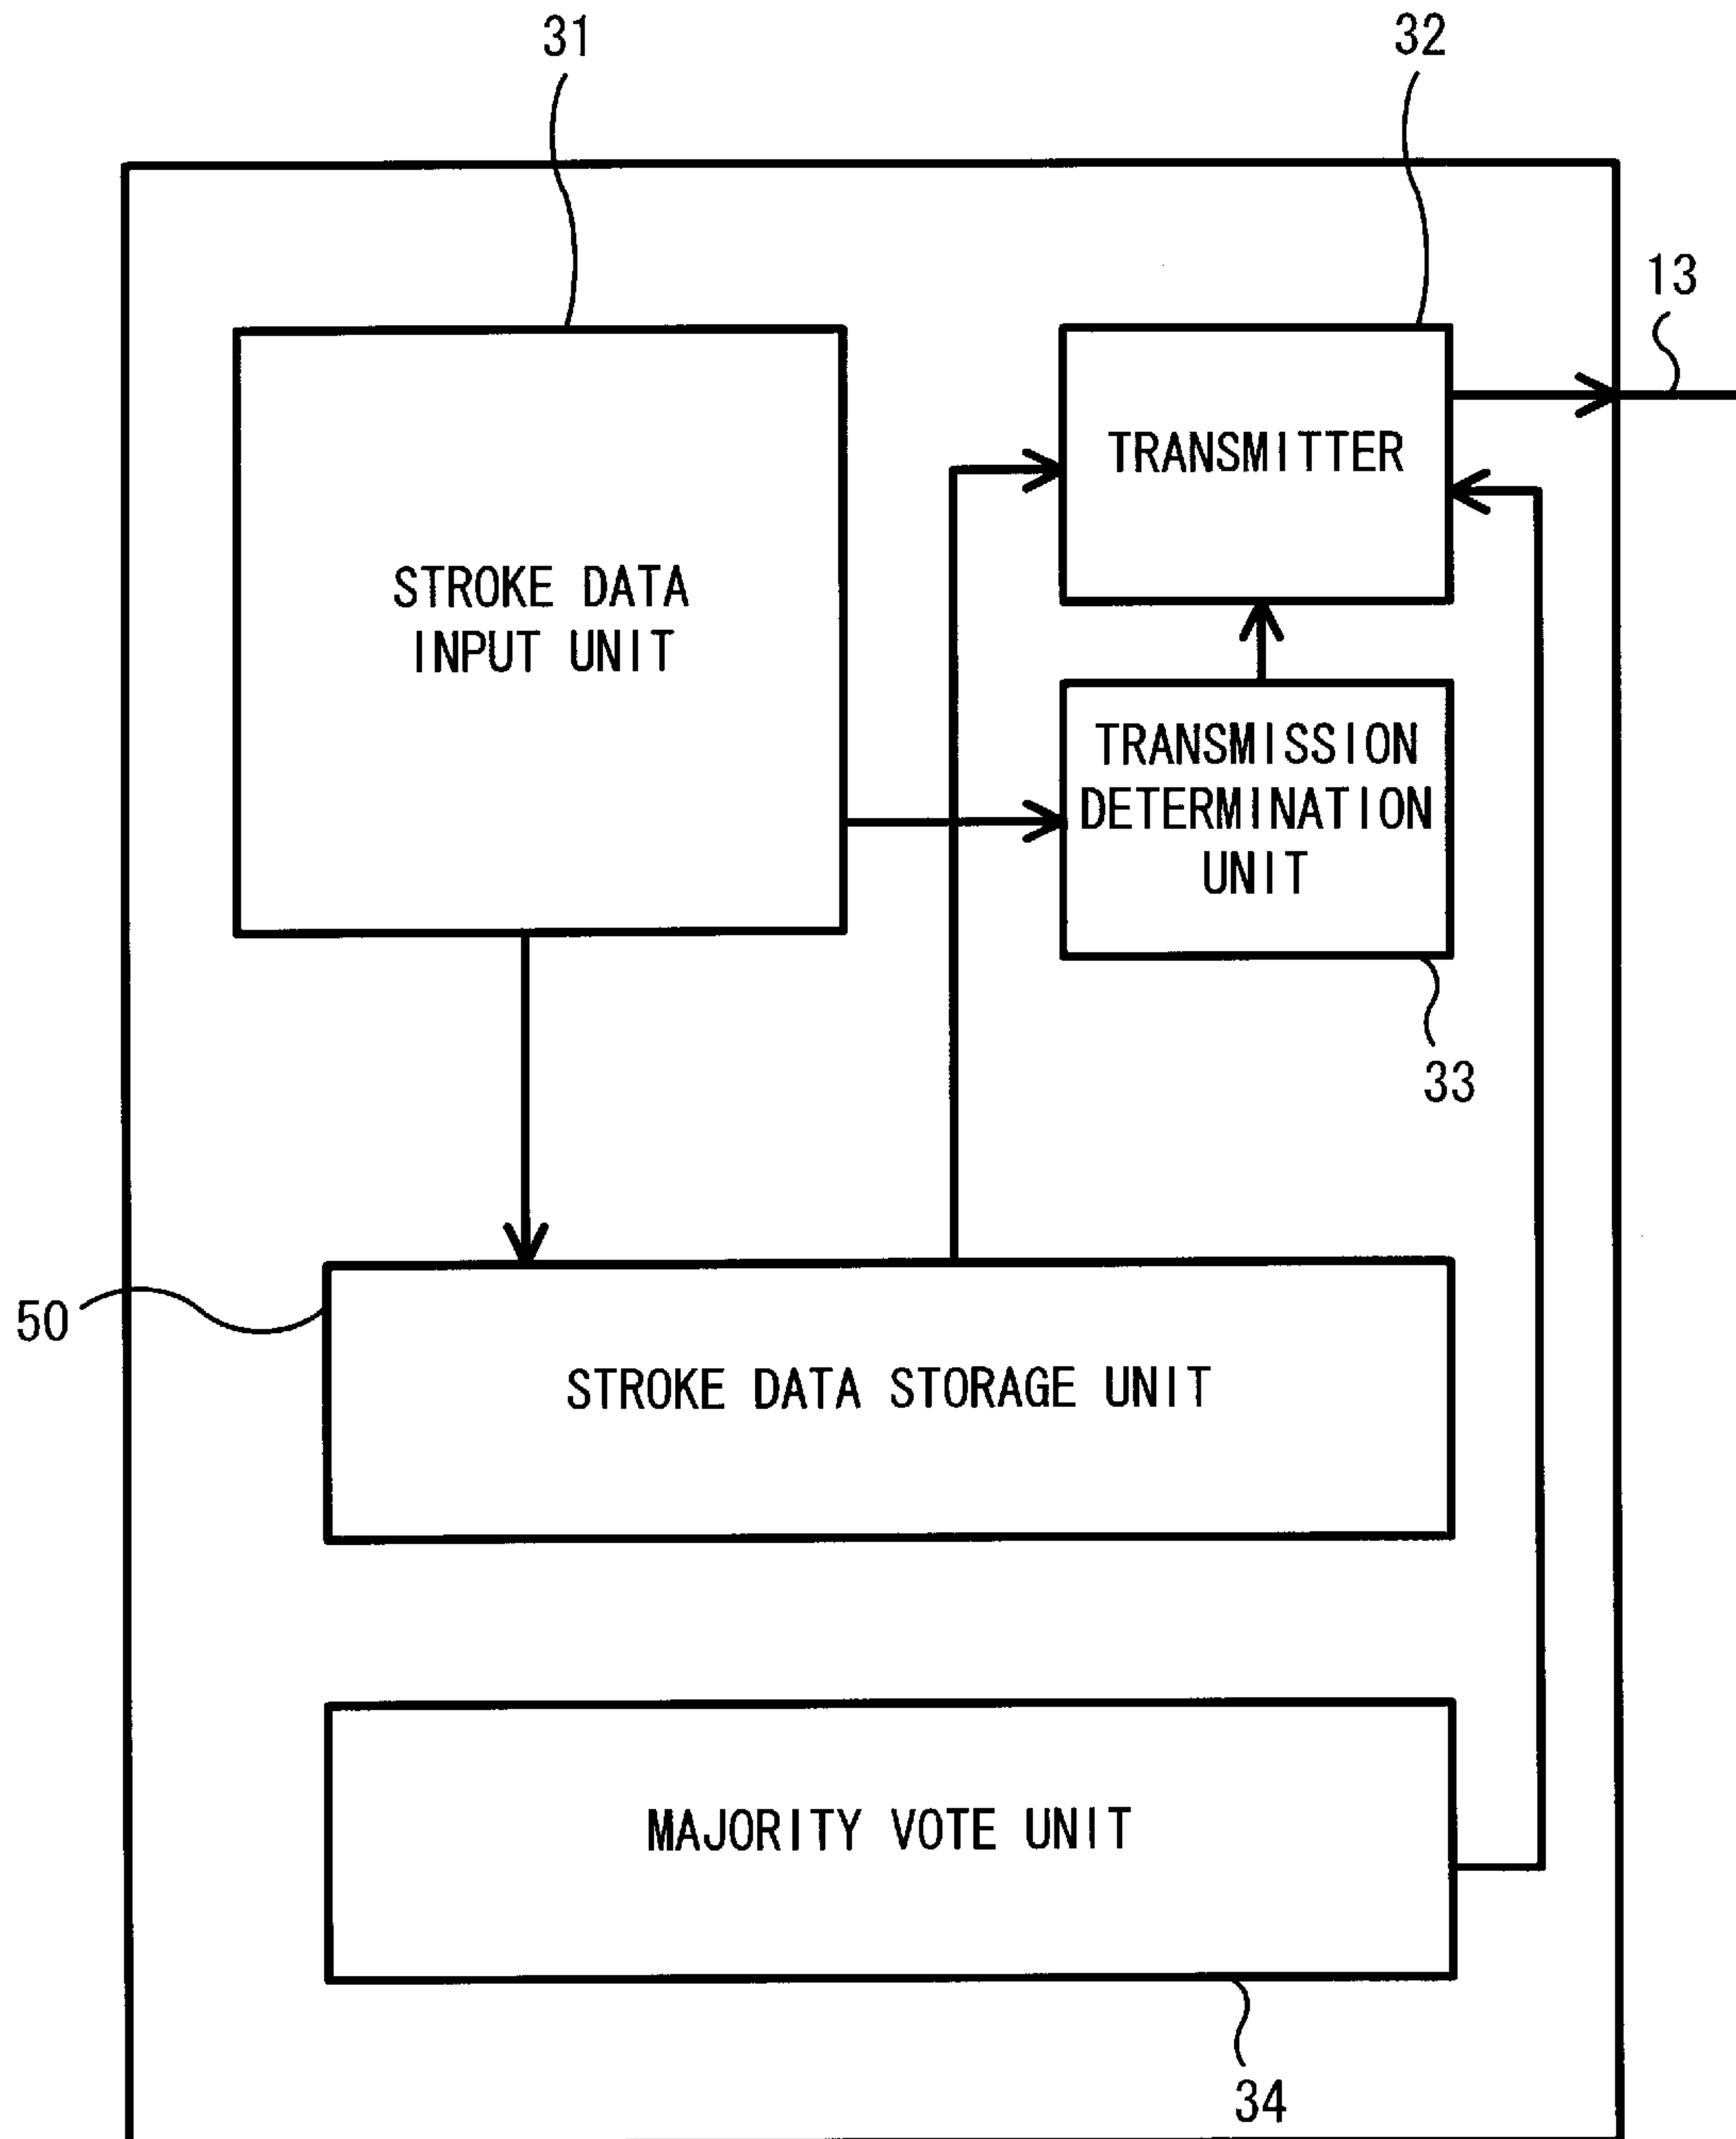 31
32
13
TRANSMITTER
STROKE DATA
INPUT UNIT
TRANSMISSION
DETERMINATION
UNIT
33
50
STROKE DATA STORAGE UNIT
MAJORITY VOTE UNIT
34